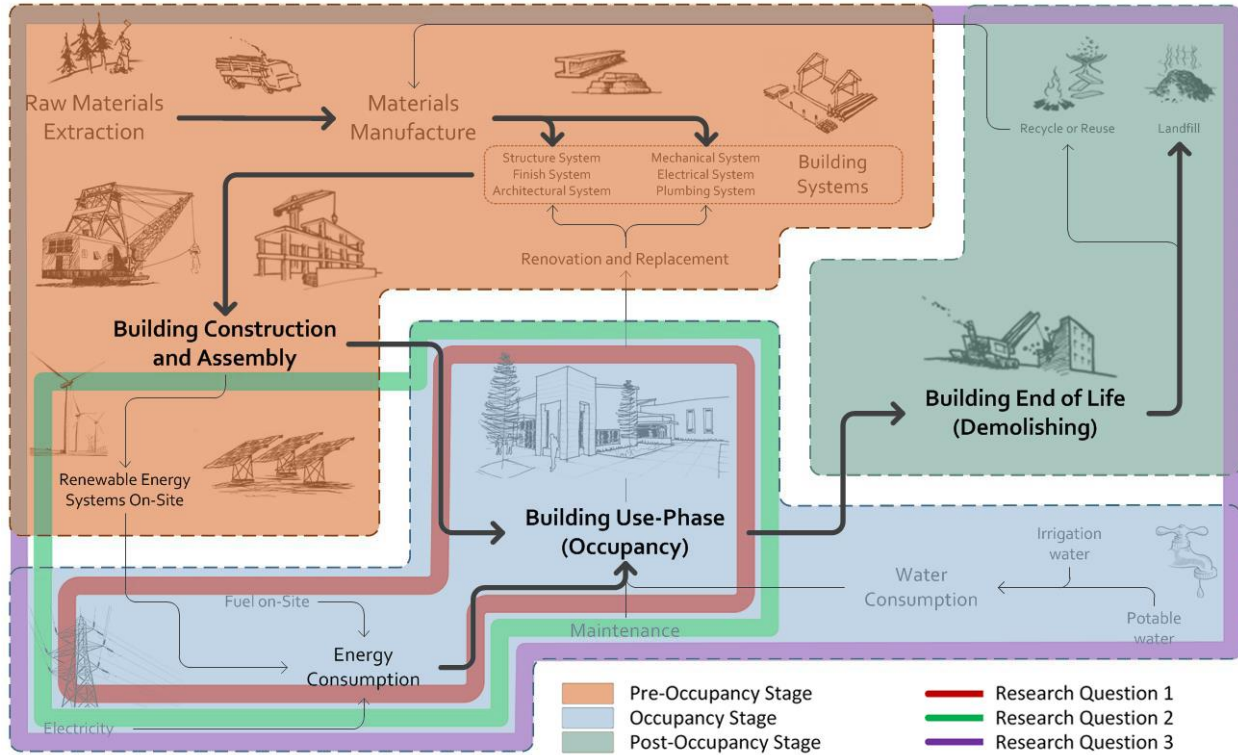 Raw Materials
Extraction
Materials
Manufacture
Structure System
Finish System
Architectural System
Mechanical System
Electrical System
Plumbing System
Building
Systems
Recycle or Reuse
Landfill
Renovation and Replacement
Building Construction
and Assembly
Building End of Life
(Demolishing)
Renewable Energy
Systems On-Site
Building Use-Phase
(Occupancy)
Irrigation
water
Water
Consumption
Potable
water
Fuel on-Site
Maintenance
Energy
Consumption
Electricity
Pre-Occupancy Stage
Occupancy Stage
Post-Occupancy Stage
Research Question 1
Research Question 2
Research Question 3